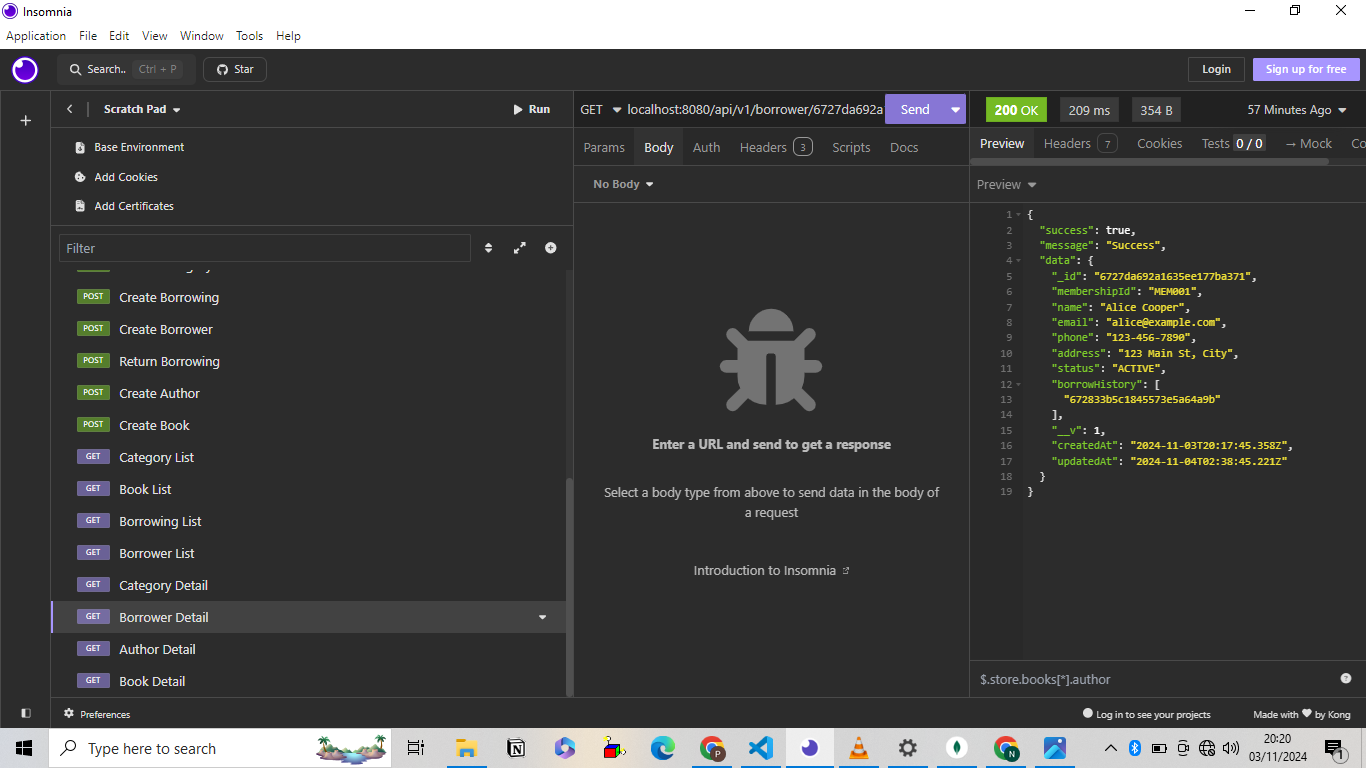 Insomnia
Application File Edit View Window Tools Help
Search.. Ctrl + P Star Login Sign up for free
Scratch Pad Run
Base Environment
Add Cookies
Add Certificates
Filter
POST Create Borrowing
POST Create Borrower
POST Return Borrowing
POST Create Author
POST Create Book
GET Category List
GET Book List
GET Borrowing List
GET Borrower List
GET Category Detail
GET Borrower Detail
GET Author Detail
GET Book Detail
Preferences
GET localhost:8080/api/v1/borrower/6727da692a Send
Params Body Auth Headers 3 Scripts Docs
No Body
Enter a URL and send to get a response
Select a body type from above to send data in the body of
a request
Introduction to Insomnia
200 OK 209 ms 354 B 57 Minutes Ago
Preview Headers 7 Cookies Tests 0 / 0 → Mock Co
Preview
1 {
2 "success": true,
3 "message": "Success",
4 "data": {
5 "_id": "6727da692a1635ee177ba371",
6 "membershipId": "MEM001",
7 "name": "Alice Cooper",
8 "email": "alice@example.com",
9 "phone": "123-456-7890",
10 "address": "123 Main St, City",
11 "status": "ACTIVE",
12 "borrowHistory": [
13 "672833b5c1845573e5a64a9b"
14 ],
15 "__v": 1,
16 "createdAt": "2024-11-03T20:17:45.358Z",
17 "updatedAt": "2024-11-04T02:38:45.221Z"
18 }
19 }
$.store.books[*].author
Log in to see your projects Made with ❤ by Kong
Type here to search
P
N
20:20
03/11/2024
1